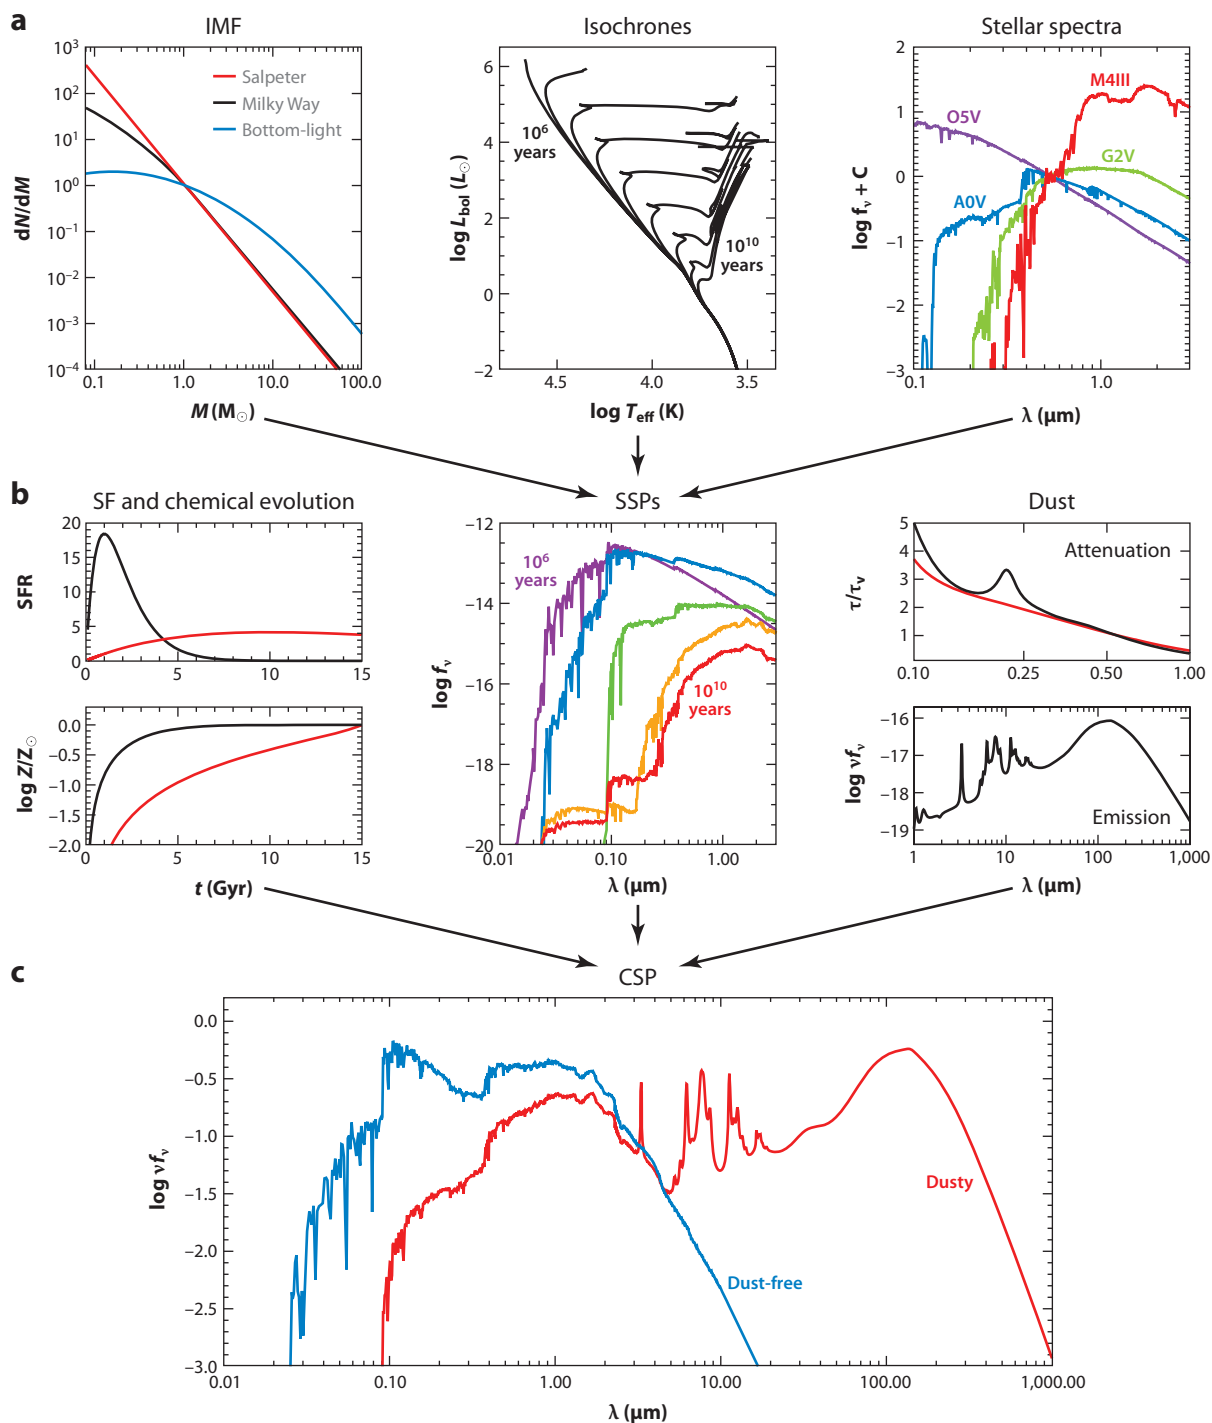 a
IMF
Isochrones
Stellar spectra
10³
10²
10¹
10⁰
10⁻¹
10⁻²
10⁻³
10⁻⁴
dN/dM
Salpeter
Milky Way
Bottom-light
0.1
1.0
10.0
100.0
M (M☉)
6
4
2
0
−2
log L_bol (L☉)
10⁶
years
10¹⁰
years
4.5
4.0
3.5
log T_eff (K)
2
1
0
−1
−2
−3
log f_ν + C
M4III
O5V
G2V
A0V
0.1
1.0
λ (μm)
b
SF and chemical evolution
SSPs
Dust
20
15
10
5
0
SFR
0
5
10
15
0.0
−0.5
−1.0
−1.5
−2.0
log Z/Z☉
0
5
10
15
t (Gyr)
−12
−14
−16
−18
−20
log f_ν
10⁶
years
10¹⁰
years
0.01
0.10
1.00
λ (μm)
5
4
3
2
1
τ/τ_v
Attenuation
0.10
0.25
0.50
1.00
−16
−17
−18
−19
log νf_ν
Emission
1
10
100
1,000
λ (μm)
c
CSP
0.0
−0.5
−1.0
−1.5
−2.0
−2.5
−3.0
log νf_ν
Dusty
Dust-free
0.01
0.10
1.00
10.00
100.00
1,000.00
λ (μm)